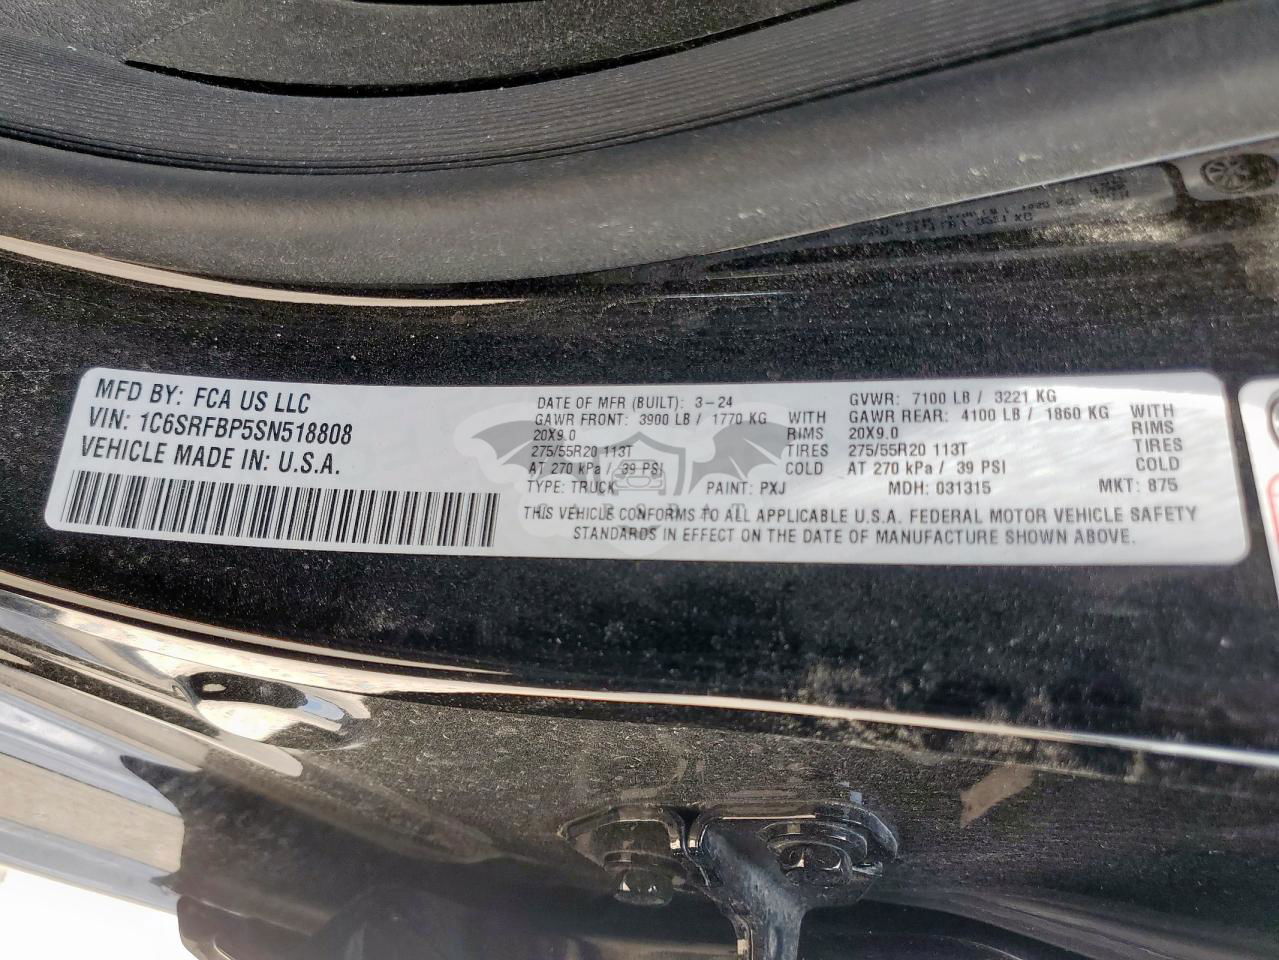 MFD BY: FCA US LLC
VIN: 1C6SRFBP5SN518808
VEHICLE MADE IN: U.S.A.
DATE OF MFR (BUILT): 3-24 GVWR: 7100 LB / 3221 KG
GAWR FRONT: 3900 LB / 1770 KG WITH GAWR REAR: 4100 LB / 1860 KG WITH
20X9.0 RIMS 20X9.0 RIMS
275/55R20 113T TIRES 275/55R20 113T TIRES
AT 270 kPa / 39 PSI COLD AT 270 kPa / 39 PSI COLD
TYPE: TRUCK PAINT: PXJ MDH: 031315 MKT: 875
THIS VEHICLE CONFORMS TO ALL APPLICABLE U.S.A. FEDERAL MOTOR VEHICLE SAFETY
STANDARDS IN EFFECT ON THE DATE OF MANUFACTURE SHOWN ABOVE.